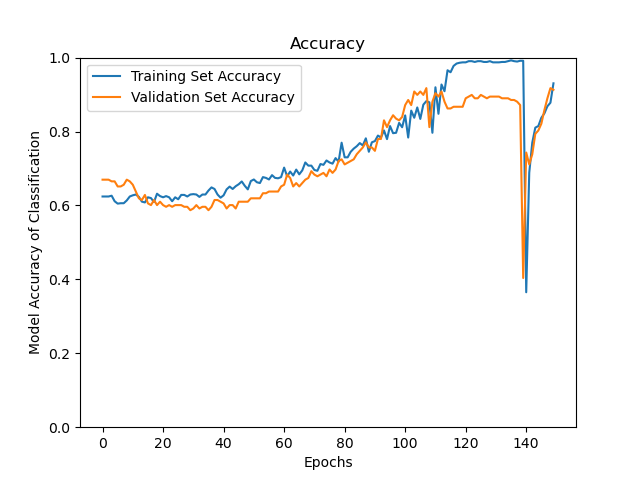 Accuracy
Training Set Accuracy
Validation Set Accuracy
Model Accuracy of Classification
1.0
0.8
0.6
0.4
0.2
0.0
0 20 40 60 80 100 120 140
Epochs